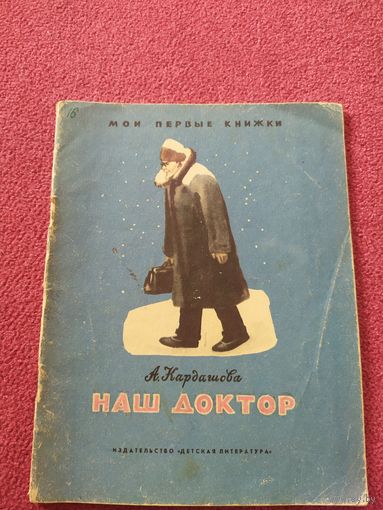 16
МОИ ПЕРВЫЕ КНИЖКИ
А. Кардашова
НАШ ДОКТОР
ИЗДАТЕЛЬСТВО «ДЕТСКАЯ ЛИТЕРАТУРА»